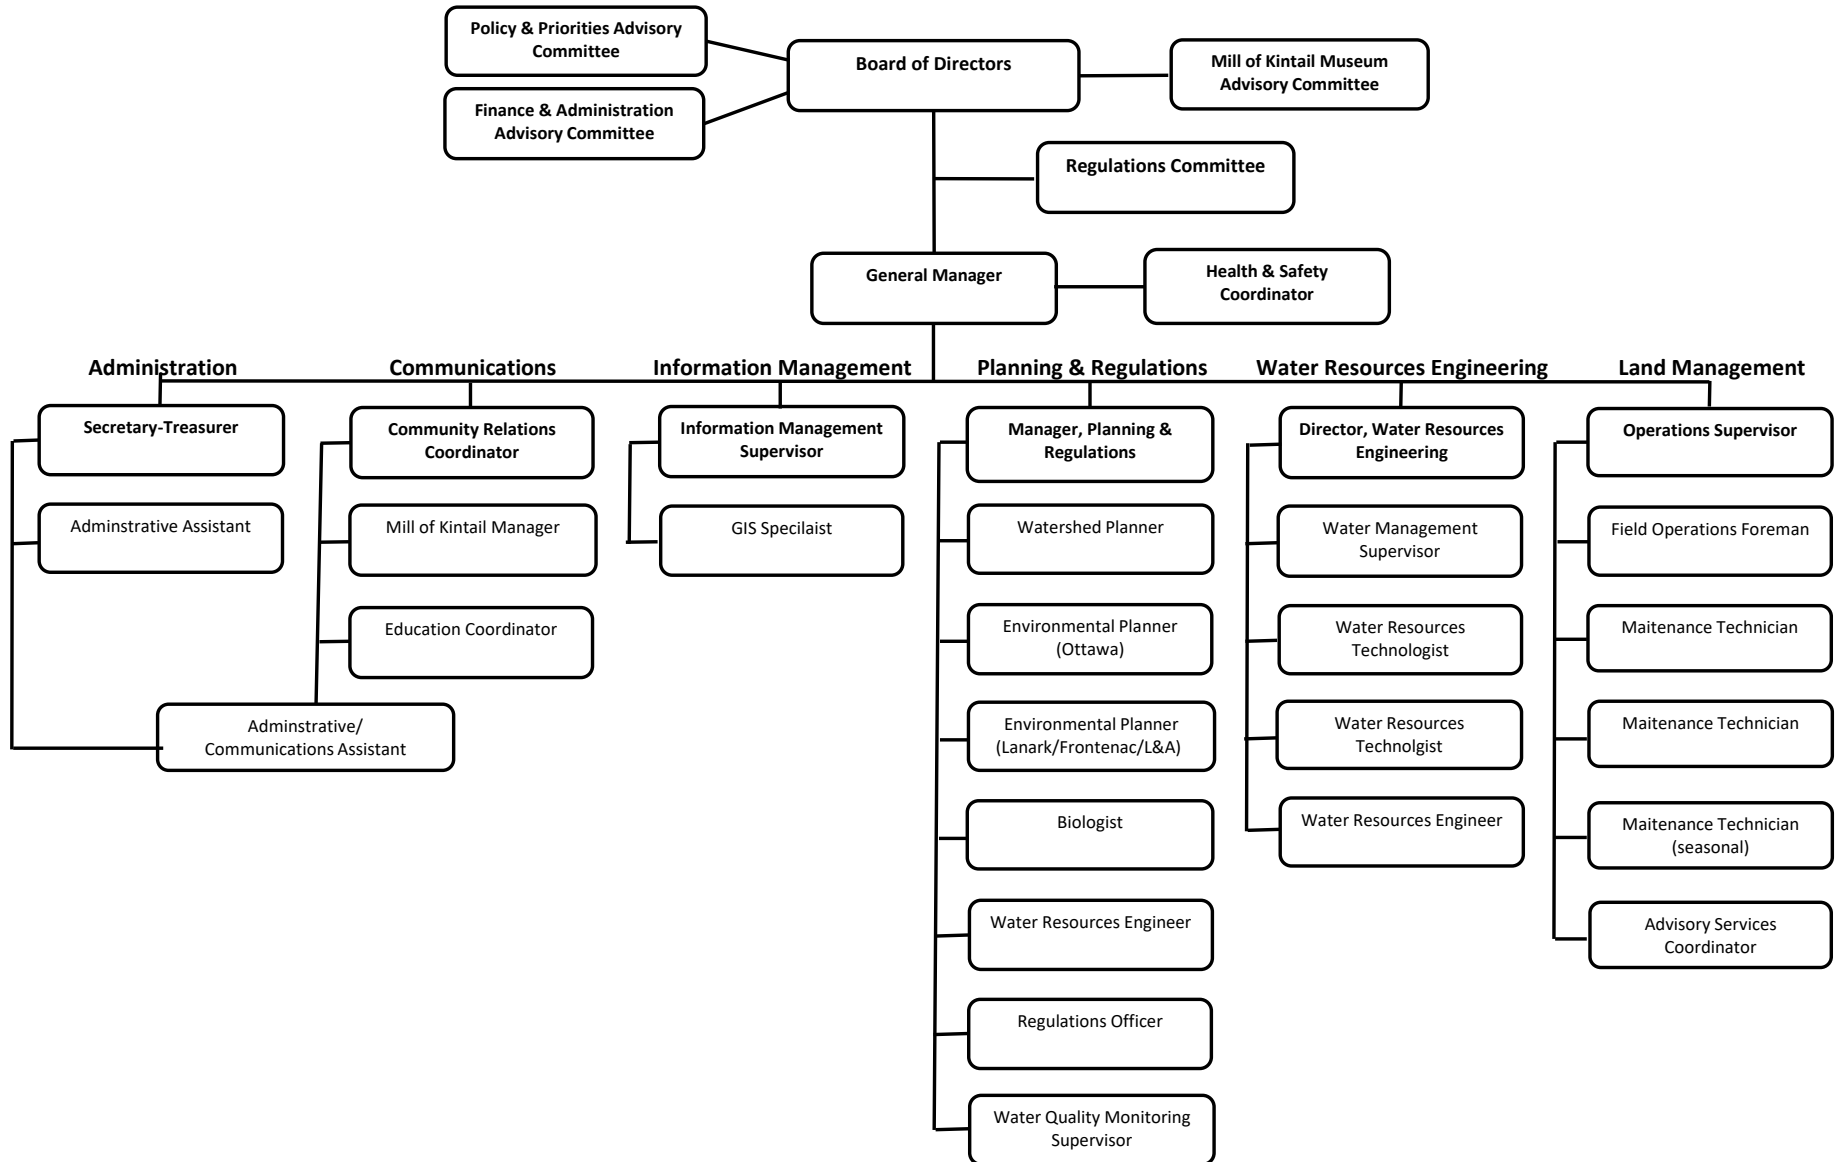 Policy & Priorities Advisory
Committee
Board of Directors
Mill of Kintail Museum
Advisory Committee
Finance & Administration
Advisory Committee
Regulations Committee
General Manager
Health & Safety
Coordinator
Administration
Communications
Information Management
Planning & Regulations
Water Resources Engineering
Land Management
Secretary-Treasurer
Adminstrative Assistant
Community Relations
Coordinator
Mill of Kintail Manager
Education Coordinator
Adminstrative/
Communications Assistant
Information Management
Supervisor
GIS Specilaist
Manager, Planning &
Regulations
Watershed Planner
Environmental Planner
(Ottawa)
Environmental Planner
(Lanark/Frontenac/L&A)
Biologist
Water Resources Engineer
Regulations Officer
Water Quality Monitoring
Supervisor
Director, Water Resources
Engineering
Water Management
Supervisor
Water Resources
Technologist
Water Resources
Technolgist
Water Resources Engineer
Operations Supervisor
Field Operations Foreman
Maitenance Technician
Maitenance Technician
Maitenance Technician
(seasonal)
Advisory Services
Coordinator